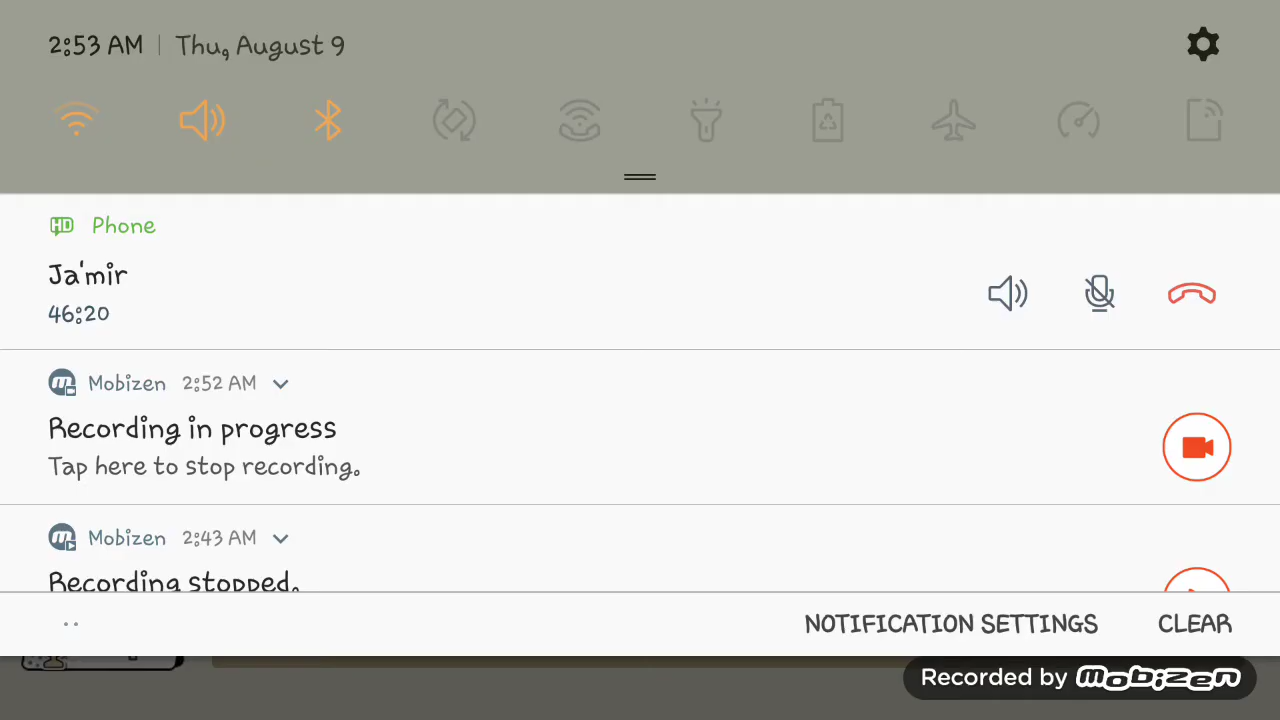 2:53 AM | Thu, August 9
HD Phone
Ja'mir
46:20
Mobizen 2:52 AM
Recording in progress
Tap here to stop recording.
Mobizen 2:43 AM
Recording stopped.
NOTIFICATION SETTINGS CLEAR
Recorded by mobizen